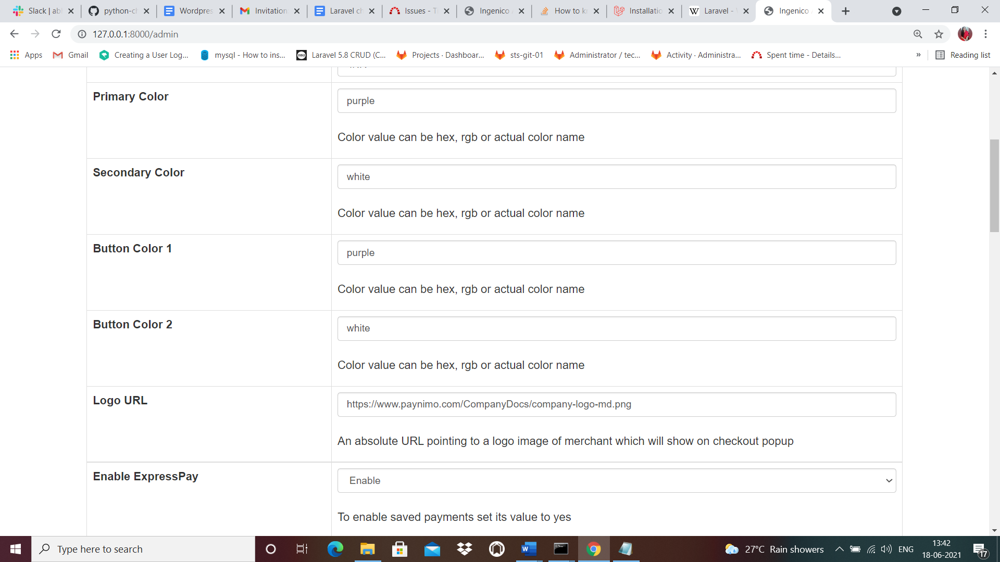 Slack | abl
python-cl
Wordpres
Invitation
Laravel ch
Issues - Ti
Ingenico
How to kn
Installatio
Laravel - W
Ingenico
127.0.0.1:8000/admin
Apps
Gmail
Creating a User Log...
mysql - How to ins...
Laravel 5.8 CRUD (C...
Projects · Dashboar...
sts-git-01
Administrator / tec...
Activity · Administra...
Spent time - Details...
»
Reading list
Primary Color
purple
Color value can be hex, rgb or actual color name
Secondary Color
white
Color value can be hex, rgb or actual color name
Button Color 1
purple
Color value can be hex, rgb or actual color name
Button Color 2
white
Color value can be hex, rgb or actual color name
Logo URL
https://www.paynimo.com/CompanyDocs/company-logo-md.png
An absolute URL pointing to a logo image of merchant which will show on checkout popup
Enable ExpressPay
Enable
To enable saved payments set its value to yes
Type here to search
27°C Rain showers
ENG
13:42
18-06-2021
17